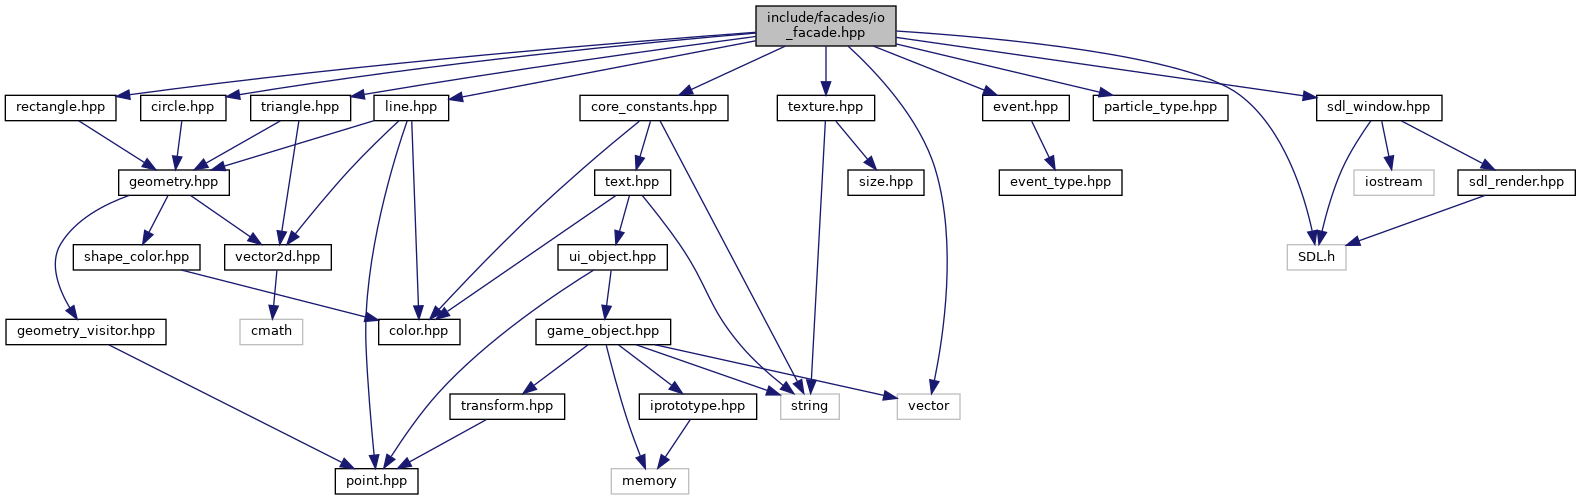 include/facades/io
_facade.hpp
rectangle.hpp
circle.hpp
triangle.hpp
line.hpp
core_constants.hpp
texture.hpp
event.hpp
particle_type.hpp
sdl_window.hpp
geometry.hpp
text.hpp
size.hpp
event_type.hpp
iostream
sdl_render.hpp
shape_color.hpp
vector2d.hpp
ui_object.hpp
SDL.h
geometry_visitor.hpp
cmath
color.hpp
game_object.hpp
transform.hpp
iprototype.hpp
string
vector
point.hpp
memory